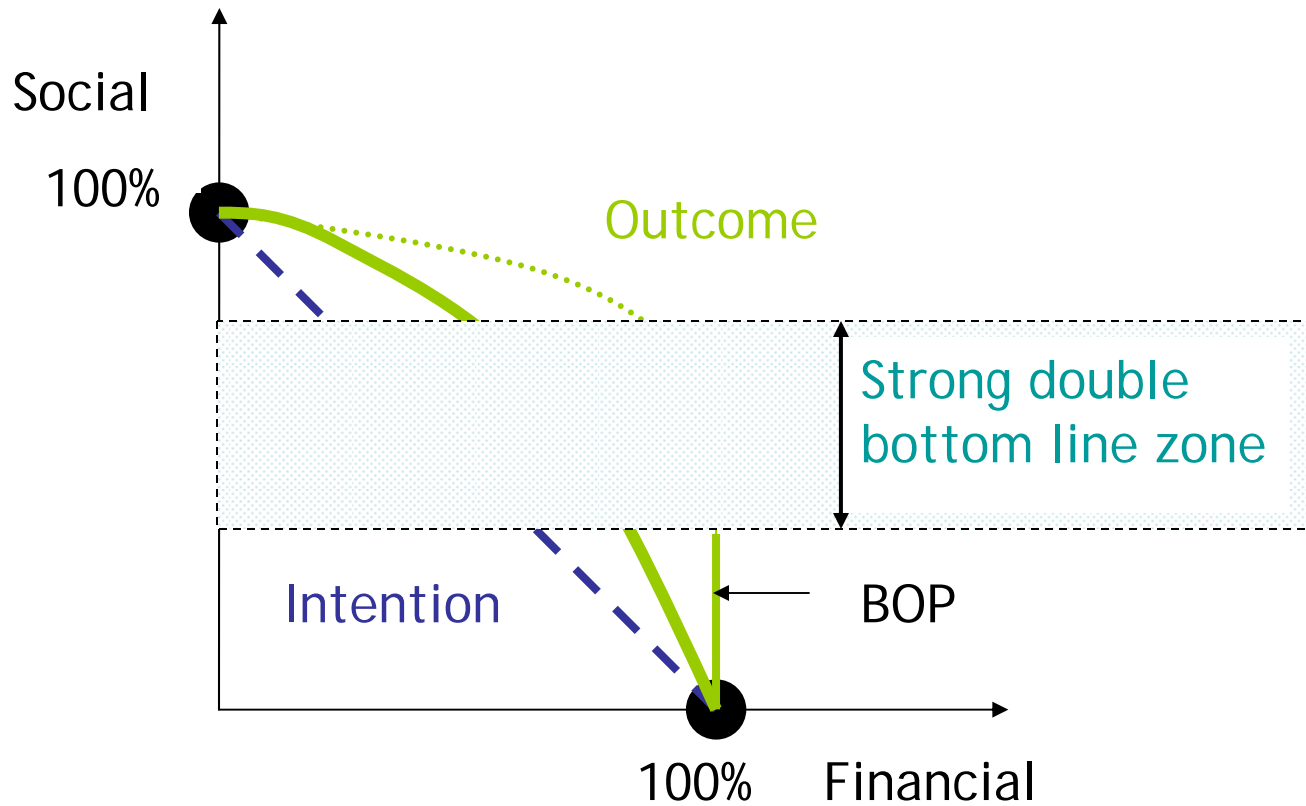 Social
100%
Outcome
Strong double
bottom line zone
Intention
BOP
100%
Financial